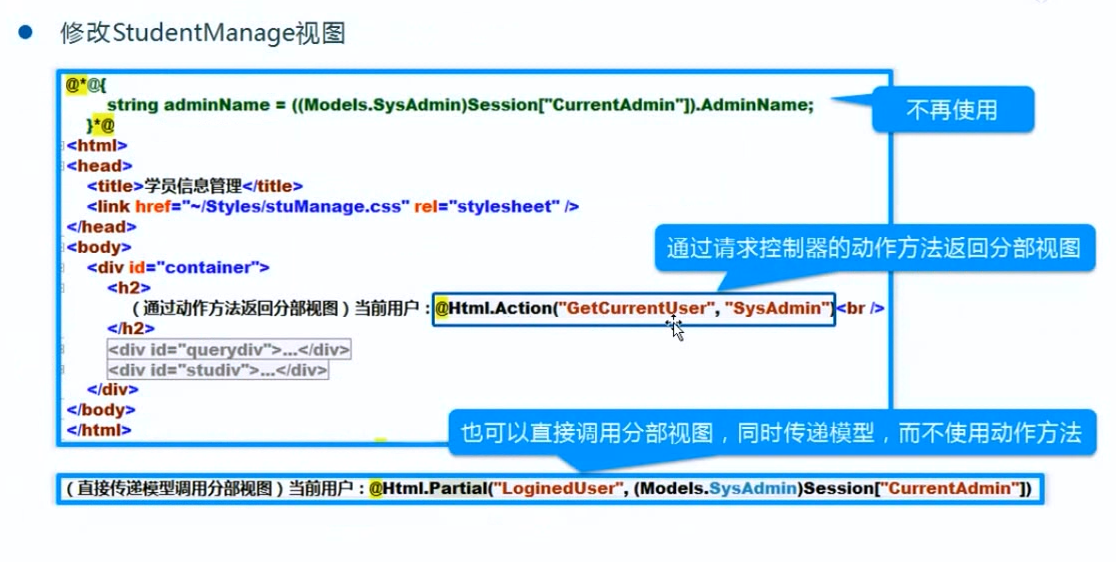 修改StudentManage视图
@*@{
string adminName = ((Models.SysAdmin)Session["CurrentAdmin"]).AdminName;
}*@
不再使用
<html>
<head>
<title>学员信息管理</title>
<link href="~/Styles/stuManage.css" rel="stylesheet" />
</head>
<body>
通过请求控制器的动作方法返回分部视图
<div id="container">
<h2>
（通过动作方法返回分部视图）当前用户：@Html.Action("GetCurrentUser", "SysAdmin")<br />
</h2>
<div id="querydiv">...</div>
<div id="studiv">...</div>
</div>
</body>
</html>
也可以直接调用分部视图，同时传递模型，而不使用动作方法
（直接传递模型调用分部视图）当前用户：@Html.Partial("LoginedUser", (Models.SysAdmin)Session["CurrentAdmin"])